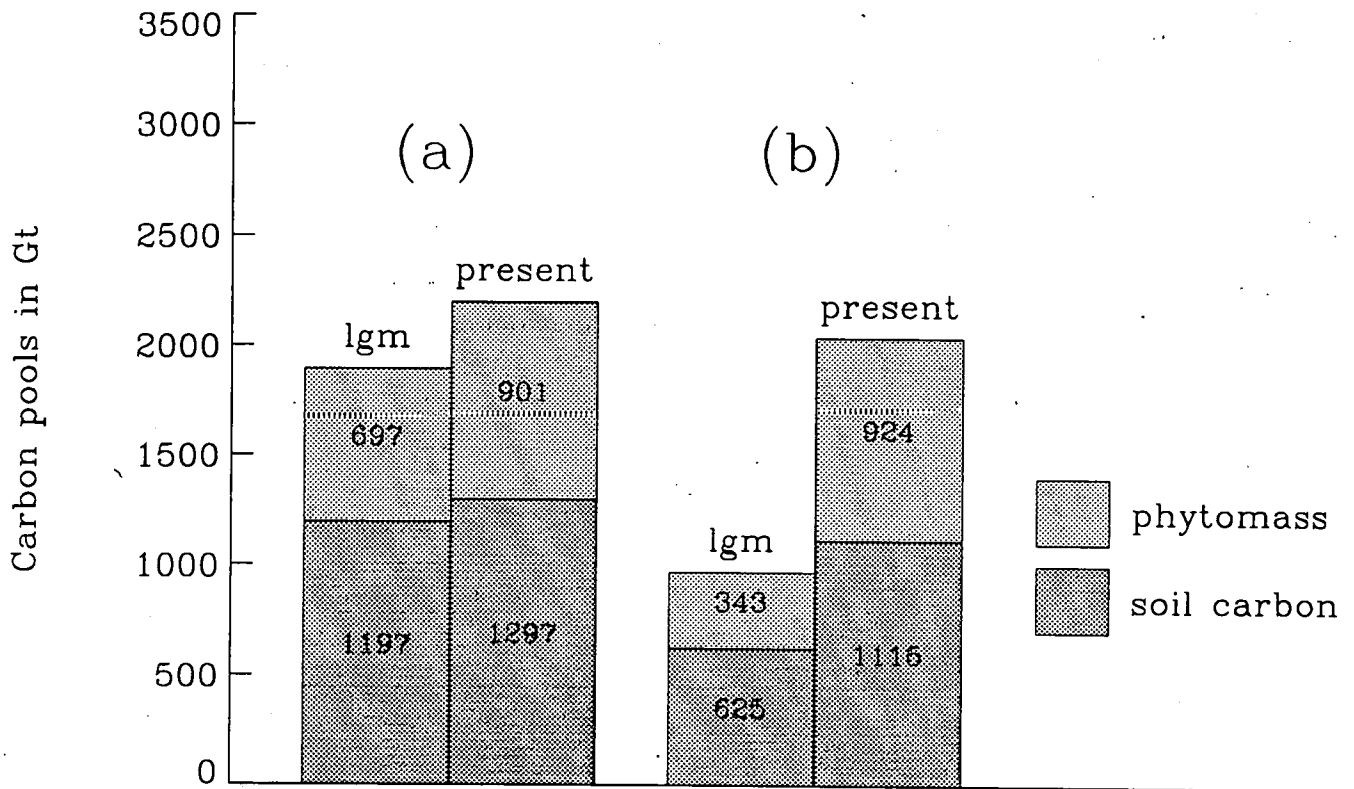 3500
3000
2500
2000
1500
1000
500
0
Carbon pools in Gt
(a)
(b)
lgm
present
697
901
1197
1297
lgm
present
343
924
625
1116
phytomass
soil carbon